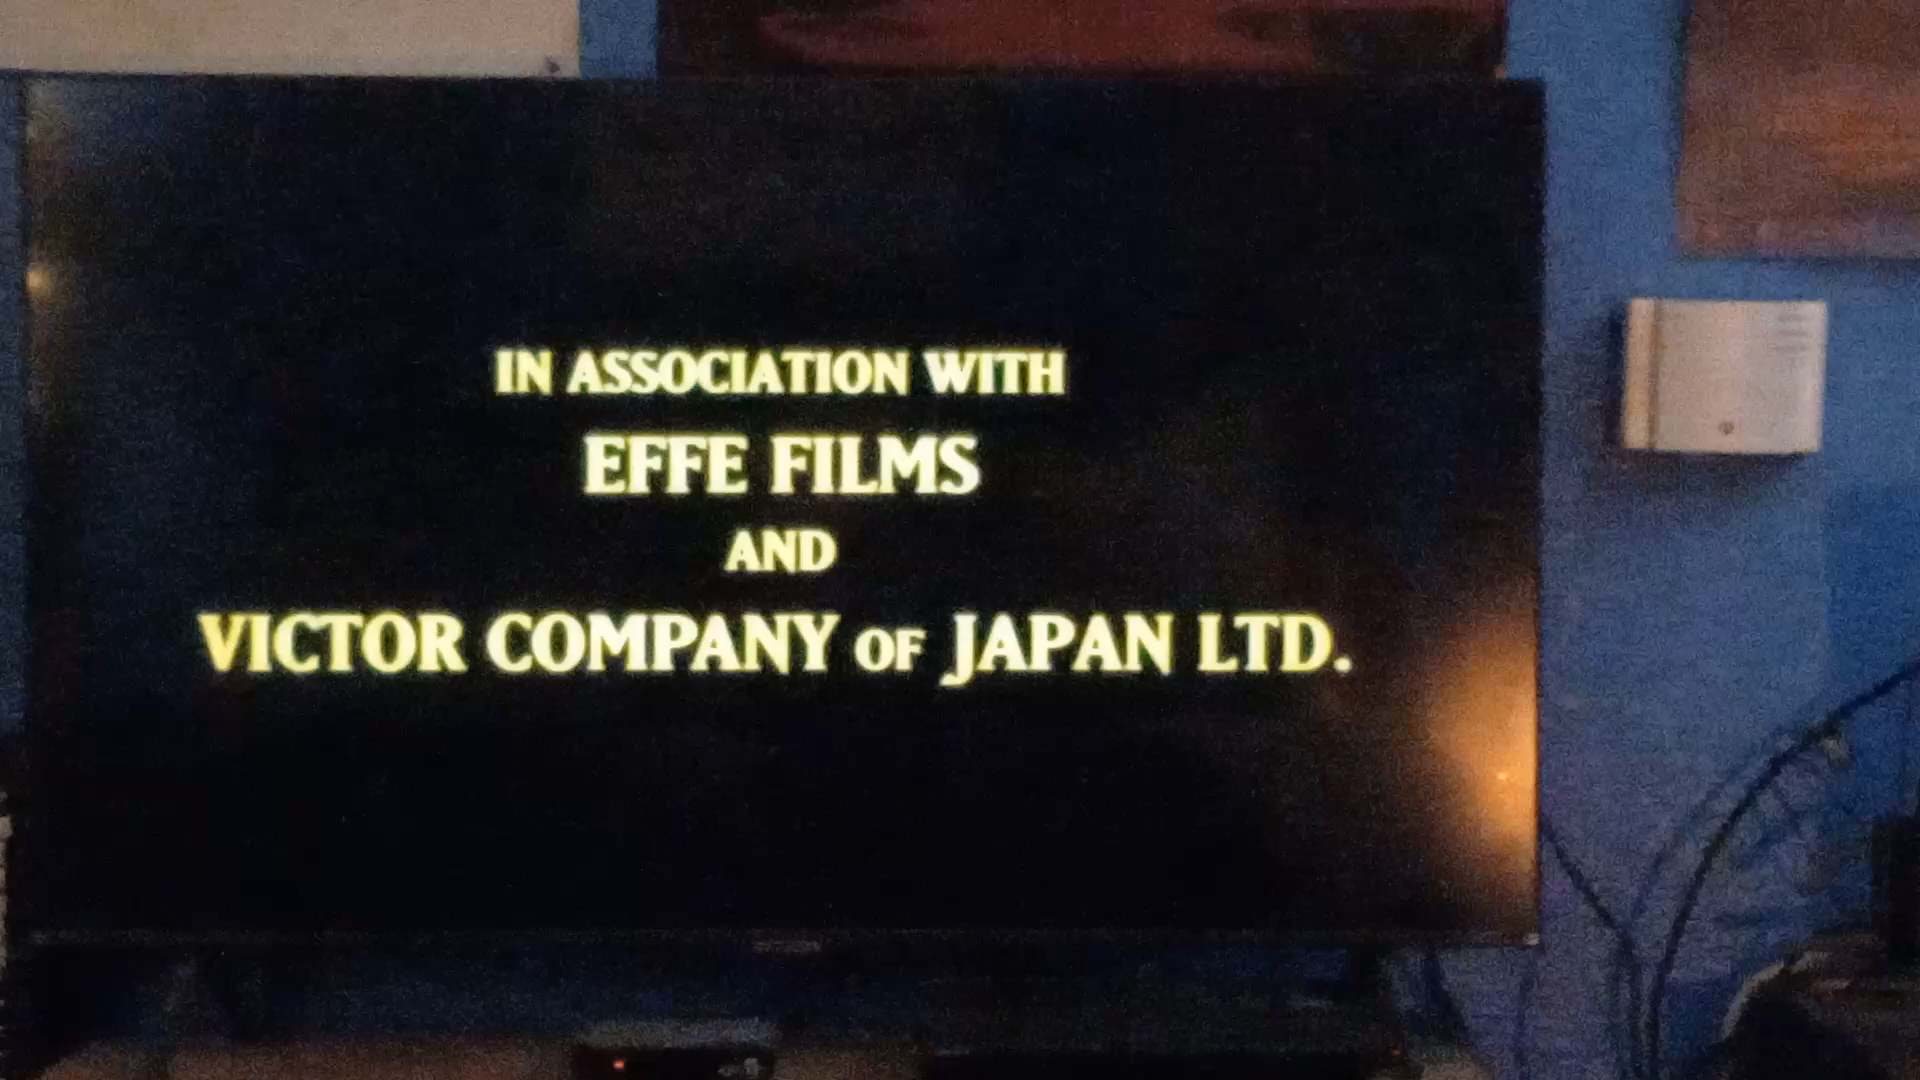 IN ASSOCIATION WITH
EFFE FILMS
AND
VICTOR COMPANY OF JAPAN LTD.